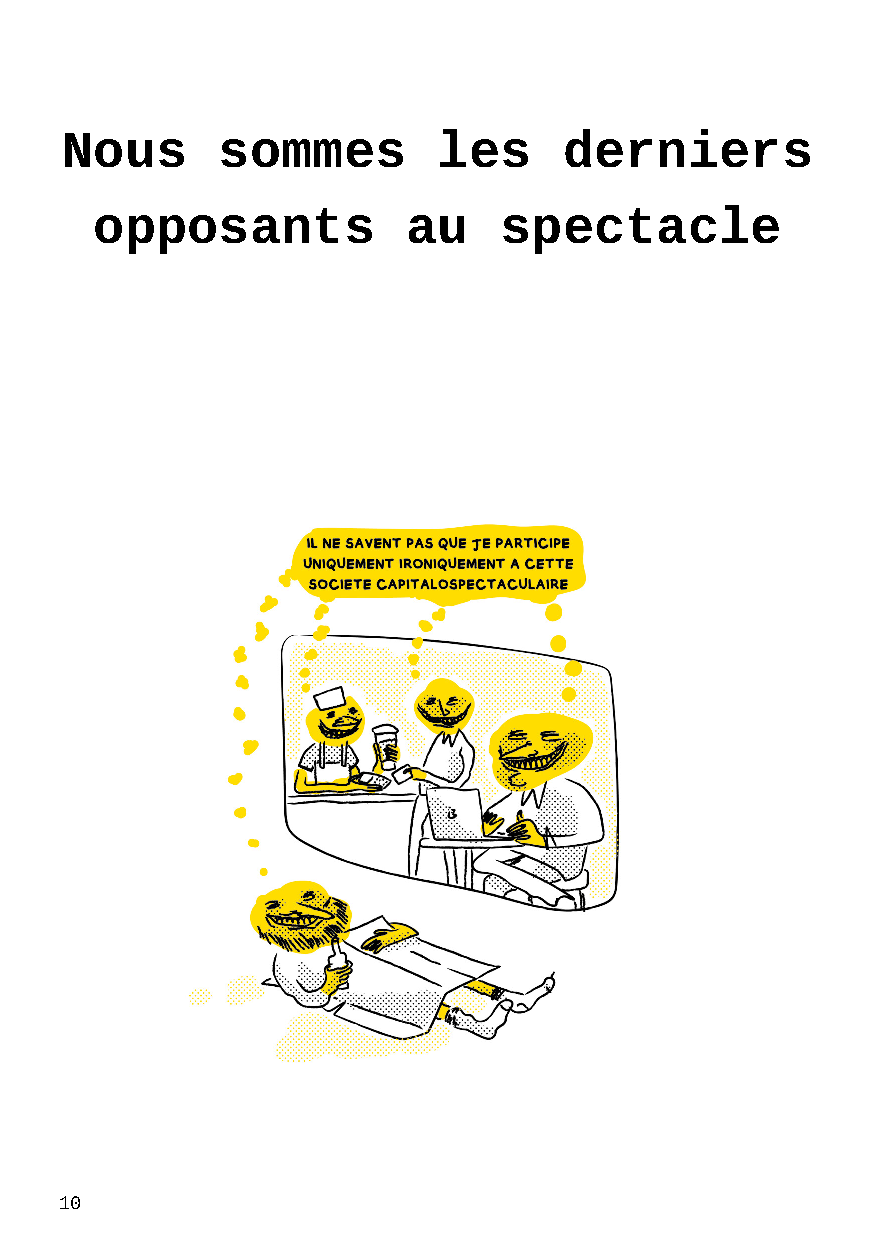 Nous sommes les derniers
opposants au spectacle
IL NE SAVENT PAS QUE JE PARTICIPE
UNIQUEMENT IRONIQUEMENT A CETTE
SOCIETE CAPITALOSPECTACULAIRE
10